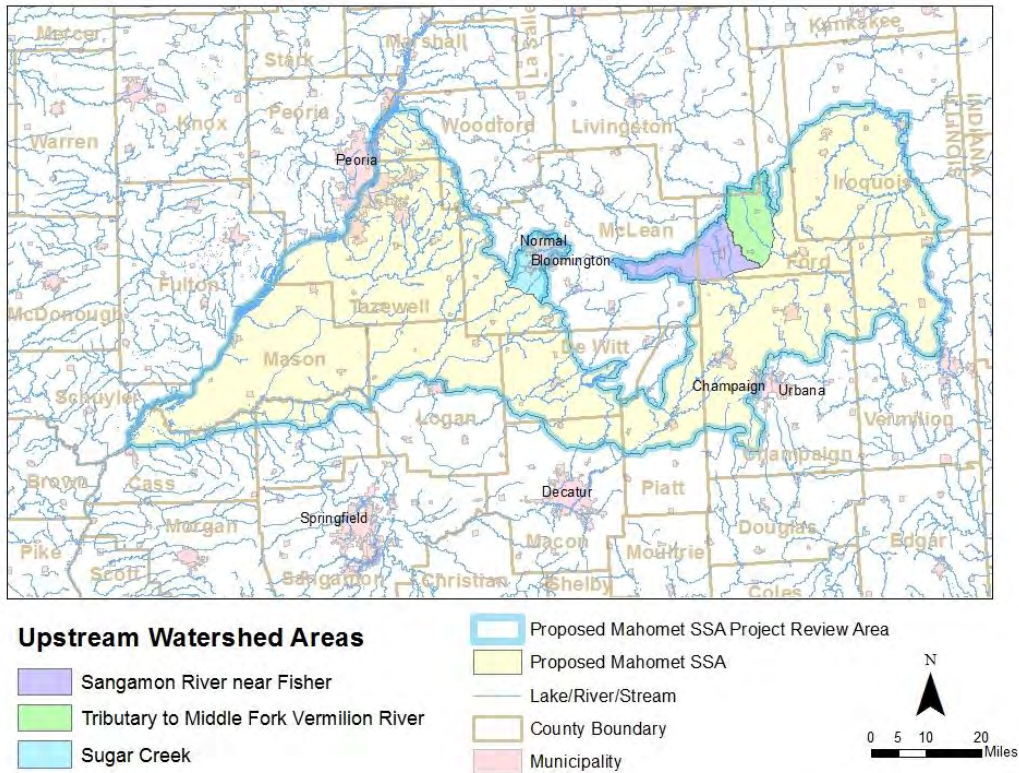 Mercer
Stark
Marshall
La Salle
Kankakee
Knox
Peoria
Woodford
Livingston
INDIANA
ILLINOIS
Warren
Peoria
Iroquois
Normal
McLean
Bloomington
Ford
Fulton
McDonough
Tazewell
Mason
De Witt
Schuyler
Logan
Champaign
Urbana
Vermilion
Champaign
Brown
Cass
Decatur
Piatt
Springfield
Morgan
Macon
Douglas
Edgar
Pike
Scott
Sangamon
Christian
Shelby
Moultrie
Coles
Upstream Watershed Areas
Sangamon River near Fisher
Tributary to Middle Fork Vermilion River
Sugar Creek
Proposed Mahomet SSA Project Review Area
Proposed Mahomet SSA
Lake/River/Stream
County Boundary
Municipality
N
0 5 10 20
Miles